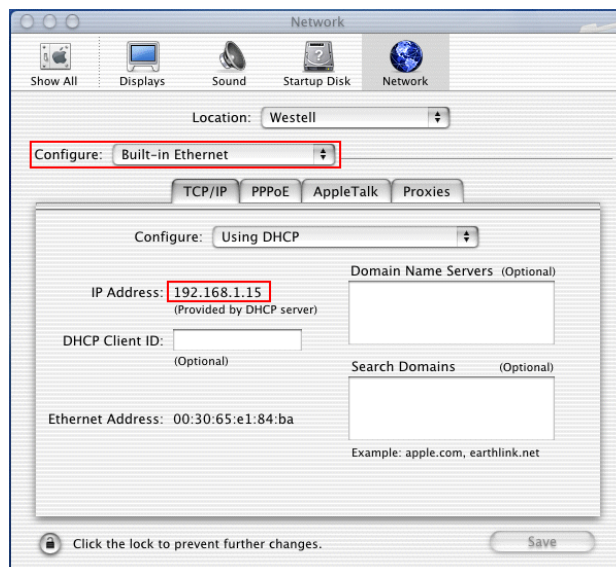 Network
Show All Displays Sound Startup Disk Network
Location: Westell
Configure: Built-in Ethernet
TCP/IP PPPoE AppleTalk Proxies
Configure: Using DHCP
Domain Name Servers (Optional)
IP Address: 192.168.1.15
(Provided by DHCP server)
DHCP Client ID:
(Optional)
Search Domains (Optional)
Ethernet Address: 00:30:65:e1:84:ba
Example: apple.com, earthlink.net
Click the lock to prevent further changes.
Save